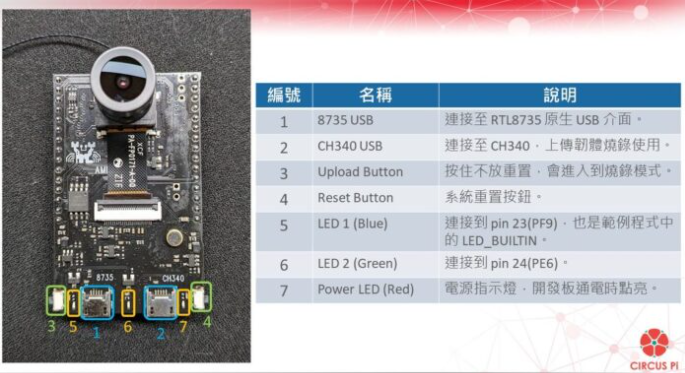 XCF
PA-FF0171-A-00
Z16
AM
8735
CH340
3
5
1
6
2
7
4
編號 名稱 說明
1 8735 USB 連接至 RTL8735 原生 USB 介面。
2 CH340 USB 連接至 CH340,上傳韌體燒錄使用。
3 Upload Button 按住不放重置,會進入到燒錄模式。
4 Reset Button 系統重置按鈕。
5 LED 1 (Blue) 連接到 pin 23(PF9),也是範例程式中
的 LED_BUILTIN。
6 LED 2 (Green) 連接到 pin 24(PE6)。
7 Power LED (Red) 電源指示燈,開發板通電時點亮。
CIRCUS Pi